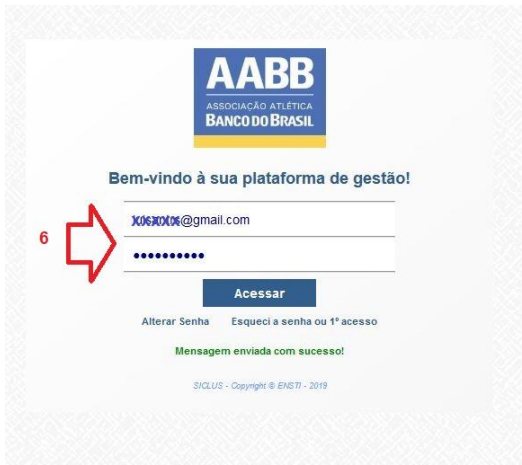 AABB
ASSOCIAÇÃO ATLÉTICA
BANCO DO BRASIL
Bem-vindo à sua plataforma de gestão!
@gmail.com
6
••••••••••
Acessar
Alterar Senha Esqueci a senha ou 1º acesso
Mensagem enviada com sucesso!
SICLUS - Copyright © ENSTI - 2019